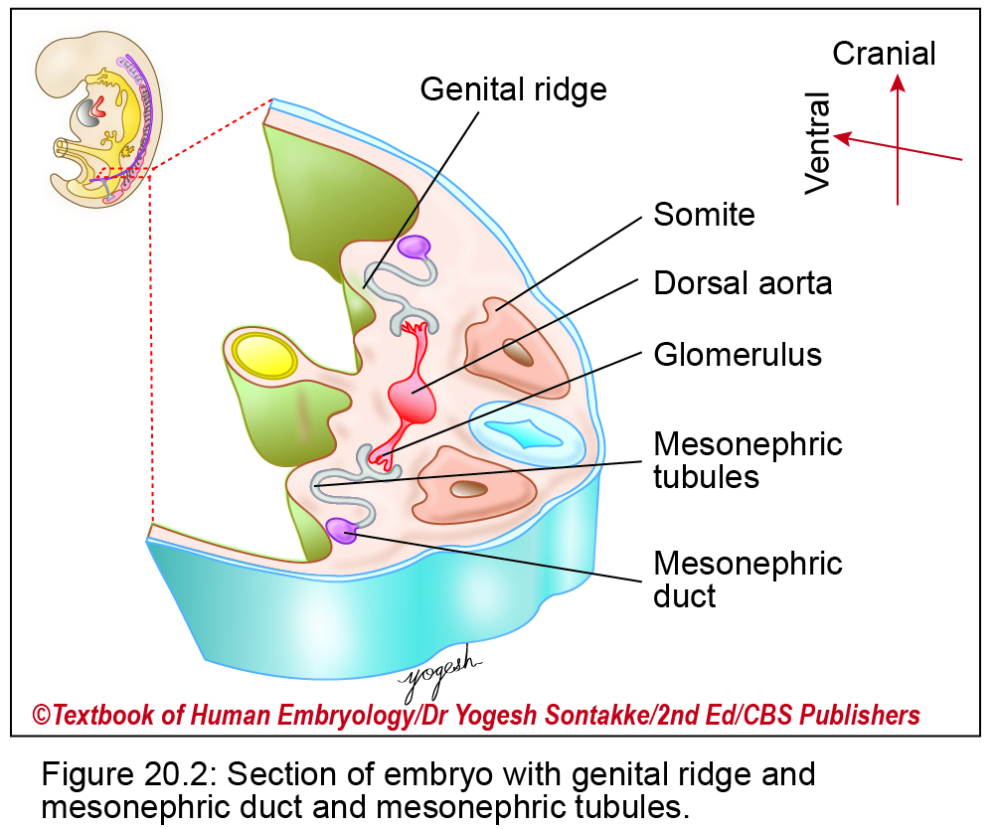 Cranial
Ventral
Genital ridge
Somite
Dorsal aorta
Glomerulus
Mesonephric
tubules
Mesonephric
duct
yogesh
©Textbook of Human Embryology/Dr Yogesh Sontakke/2nd Ed/CBS Publishers
Figure 20.2: Section of embryo with genital ridge and
mesonephric duct and mesonephric tubules.